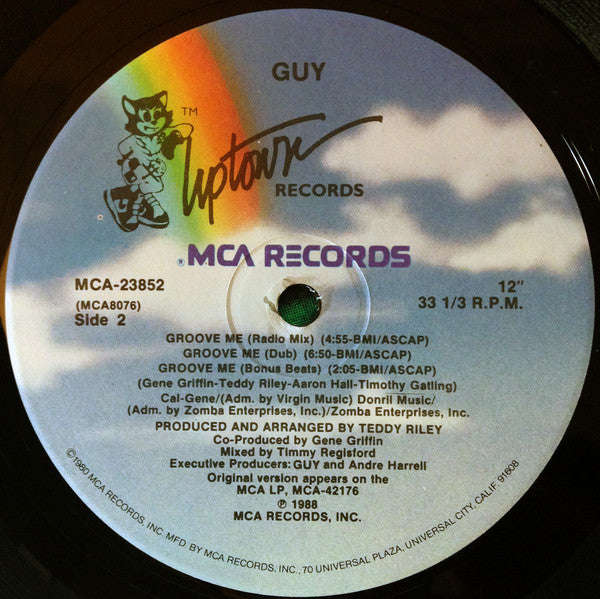 GUY
TM
Uptown
RECORDS
® MCA RECORDS
MCA-23852
(MCA8076)
Side 2
12"
33 1/3 R.P.M.
GROOVE ME (Radio Mix) (4:55-BMI/ASCAP)
GROOVE ME (Dub) (6:50-BMI/ASCAP)
GROOVE ME (Bonus Beats) (2:05-BMI/ASCAP)
(Gene Griffin-Teddy Riley-Aaron Hall-Timothy Gatling)
Cal-Gene/(Adm. by Virgin Music) Donril Music/
(Adm. by Zomba Enterprises, Inc.)/Zomba Enterprises, Inc.
PRODUCED AND ARRANGED BY TEDDY RILEY
Co-Produced by Gene Griffin
Mixed by Timmy Regisford
Executive Producers: GUY and Andre Harrell
Original version appears on the
MCA LP, MCA-42176
℗ 1988
MCA RECORDS, INC.
©1980 MCA RECORDS, INC MFD. BY MCA RECORDS, INC., 70 UNIVERSAL PLAZA, UNIVERSAL CITY, CALIF. 91608